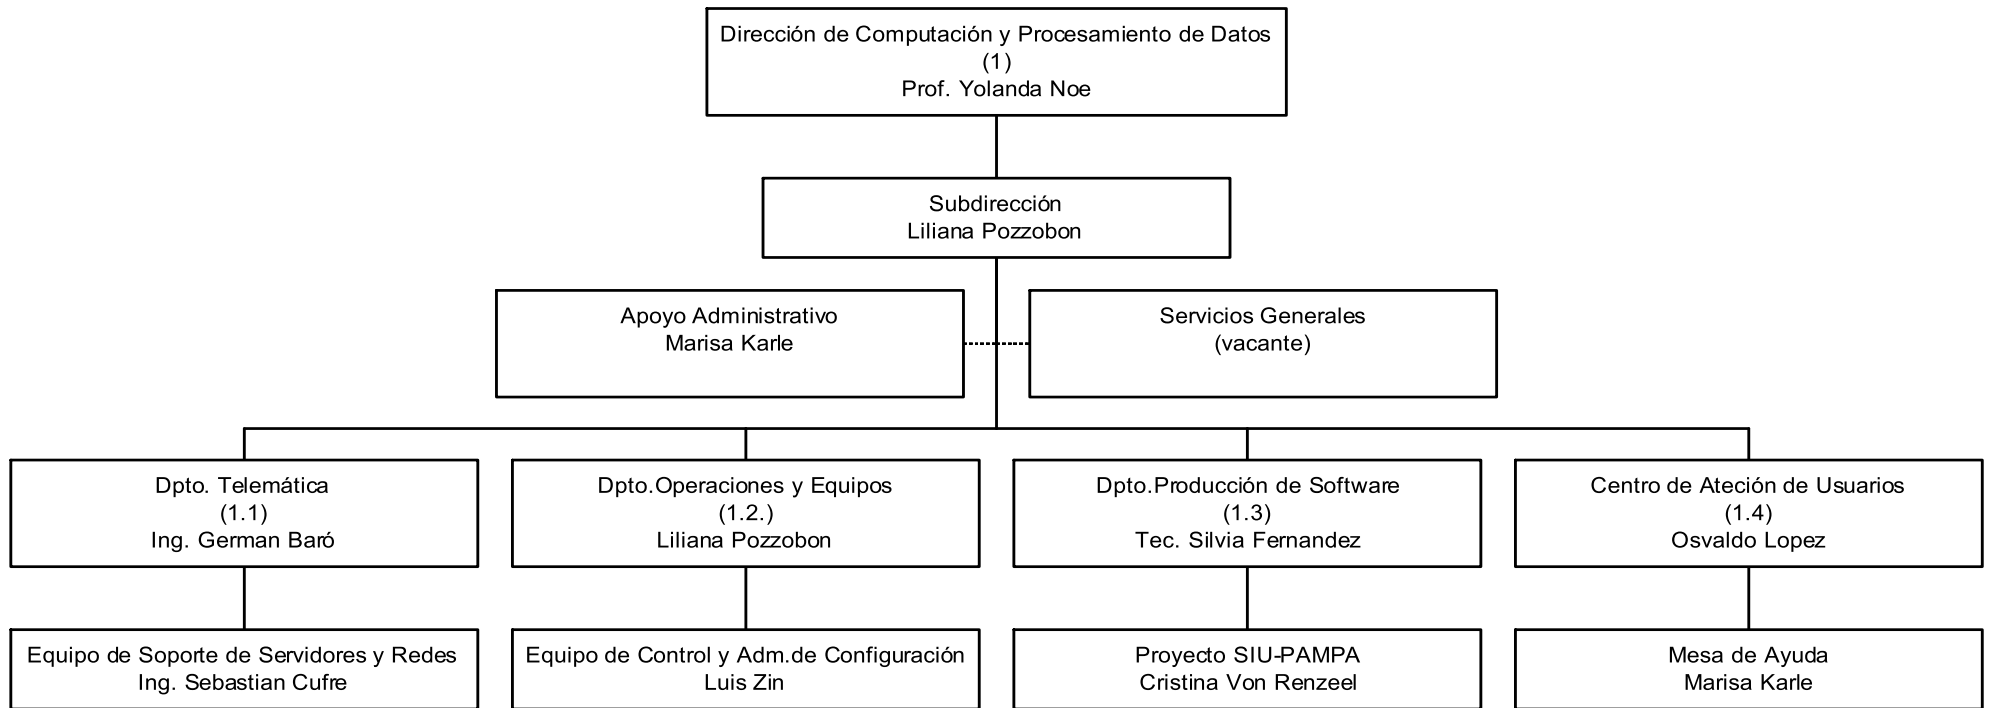 Dirección de Computación y Procesamiento de Datos
(1)
Prof. Yolanda Noe
Subdirección
Liliana Pozzobon
Apoyo Administrativo
Marisa Karle
Servicios Generales
(vacante)
Dpto. Telemática
(1.1)
Ing. German Baró
Dpto.Operaciones y Equipos
(1.2.)
Liliana Pozzobon
Dpto.Producción de Software
(1.3)
Tec. Silvia Fernandez
Centro de Ateción de Usuarios
(1.4)
Osvaldo Lopez
Equipo de Soporte de Servidores y Redes
Ing. Sebastian Cufre
Equipo de Control y Adm.de Configuración
Luis Zin
Proyecto SIU-PAMPA
Cristina Von Renzeel
Mesa de Ayuda
Marisa Karle